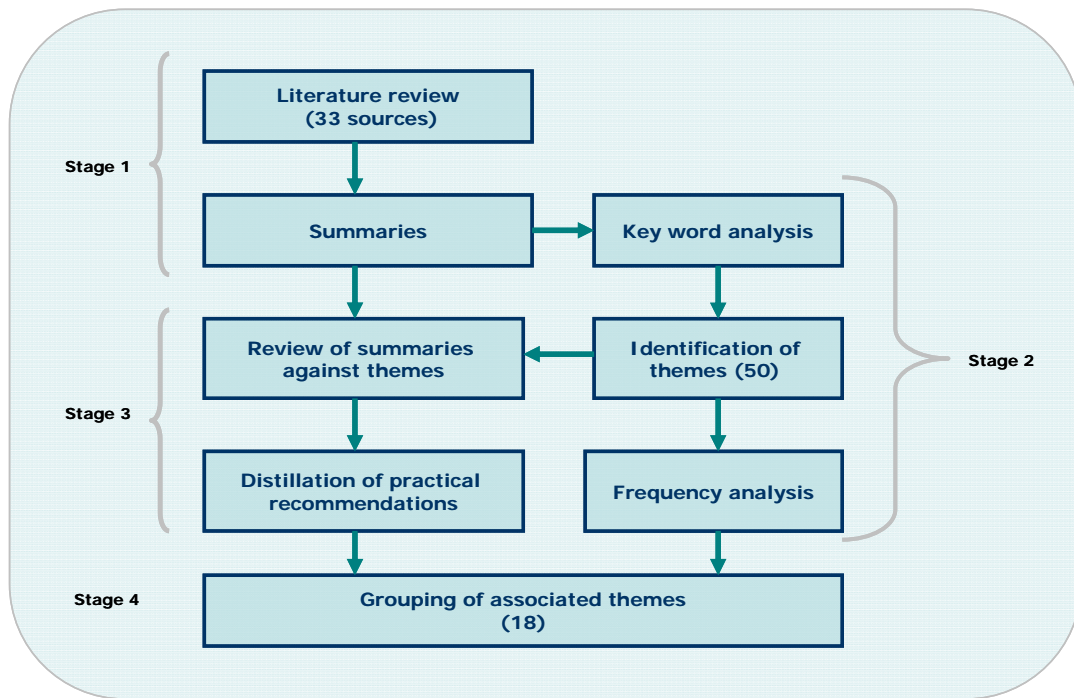 Literature review
(33 sources)
Stage 1
Summaries
Key word analysis
Review of summaries
against themes
Identification of
themes (50)
Stage 2
Stage 3
Distillation of practical
recommendations
Frequency analysis
Stage 4
Grouping of associated themes
(18)